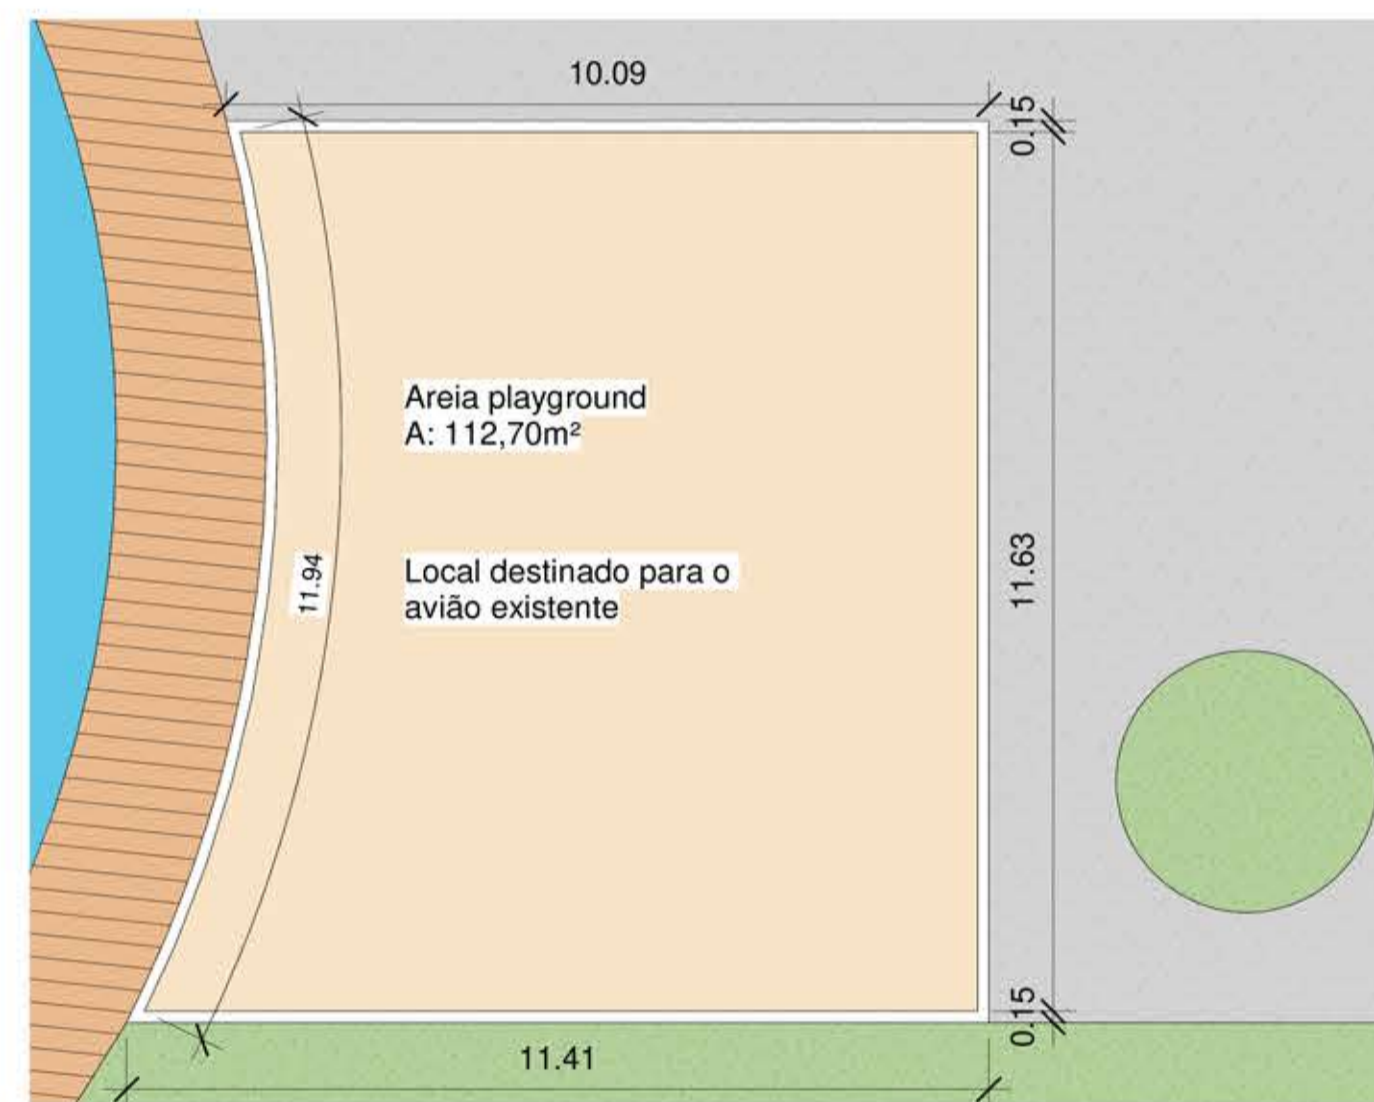 10.09
0.15
Areia playground
A: 112,70m²
11.94
Local destinado para o
avião existente
11.63
0.15
11.41